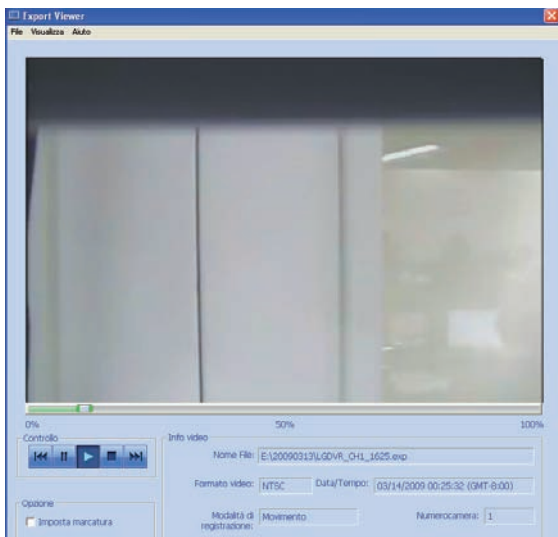 Export Viewer
File Visualizza Aiuto
0% 50% 100%
Controllo
Info video
Nome File: E:\20090313\LGDVR_CH1_1625.exp
Formato video: NTSC Data/Tempo: 03/14/2009 00:25:32 (GMT-8:00)
Opzione
Imposta marcatura
Modalità di registrazione: Movimento Numerocamera: 1